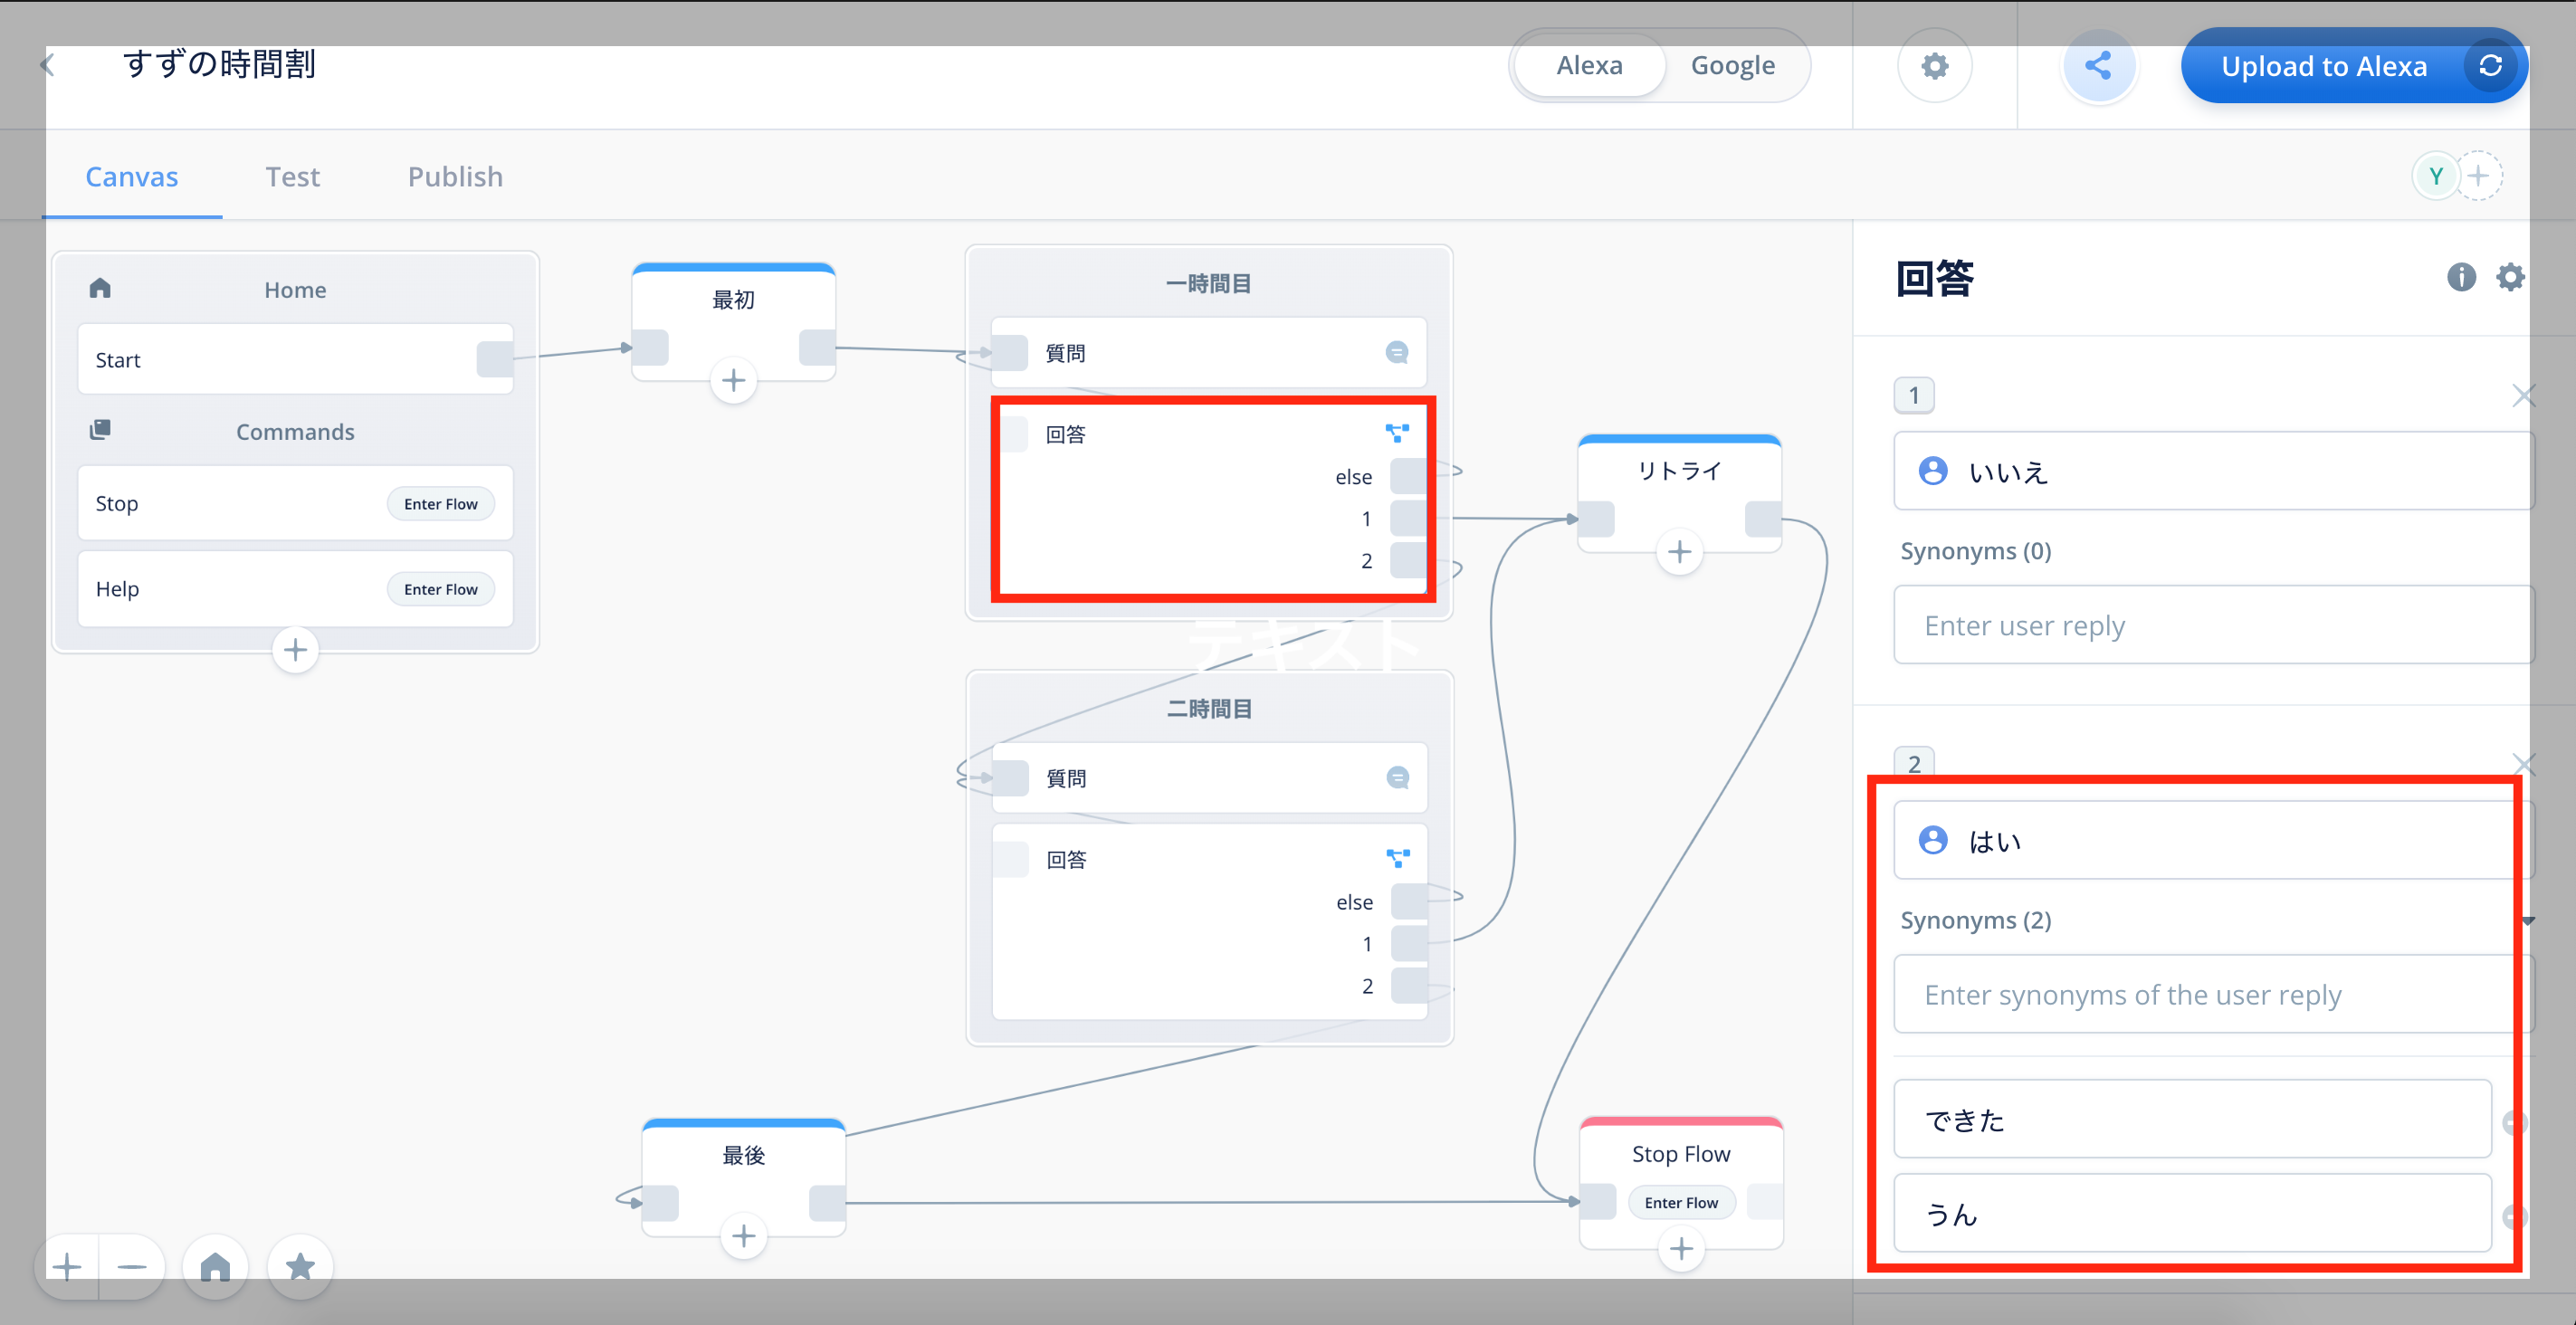 すずの時間割
Alexa
Google
Upload to Alexa
Canvas
Test
Publish
Y
Home
Start
Commands
Stop
Enter Flow
Help
Enter Flow
最初
一時間目
質問
回答
else
1
2
テキスト
二時間目
質問
回答
else
1
2
リトライ
最後
Stop Flow
Enter Flow
回答
1
いいえ
Synonyms (0)
Enter user reply
2
はい
Synonyms (2)
Enter synonyms of the user reply
できた
うん